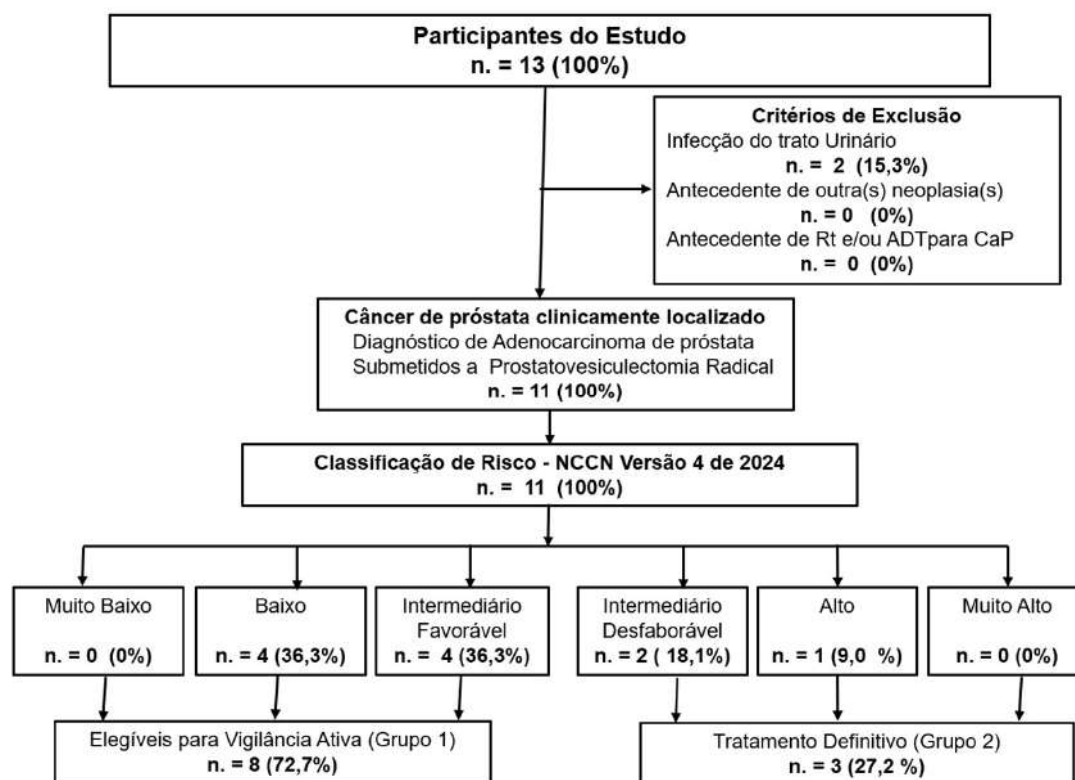 Participantes do Estudo
n. = 13 (100%)
Critérios de Exclusão
Infecção do trato Urinário
n. = 2 (15,3%)
Antecedente de outra(s) neoplasia(s)
n. = 0 (0%)
Antecedente de Rt e/ou ADTpara CaP
n. = 0 (0%)
Câncer de próstata clinicamente localizado
Diagnóstico de Adenocarcinoma de próstata
Submetidos a Prostatovesiculectomia Radical
n. = 11 (100%)
Classificação de Risco - NCCN Versão 4 de 2024
n. = 11 (100%)
Muito Baixo
n. = 0 (0%)
Baixo
n. = 4 (36,3%)
Intermediário
Favorável
n. = 4 (36,3%)
Intermediário
Desfaborável
n. = 2 ( 18,1%)
Alto
n. = 1 (9,0 %)
Muito Alto
n. = 0 (0%)
Elegíveis para Vigilância Ativa (Grupo 1)
n. = 8 (72,7%)
Tratamento Definitivo (Grupo 2)
n. = 3 (27,2 %)